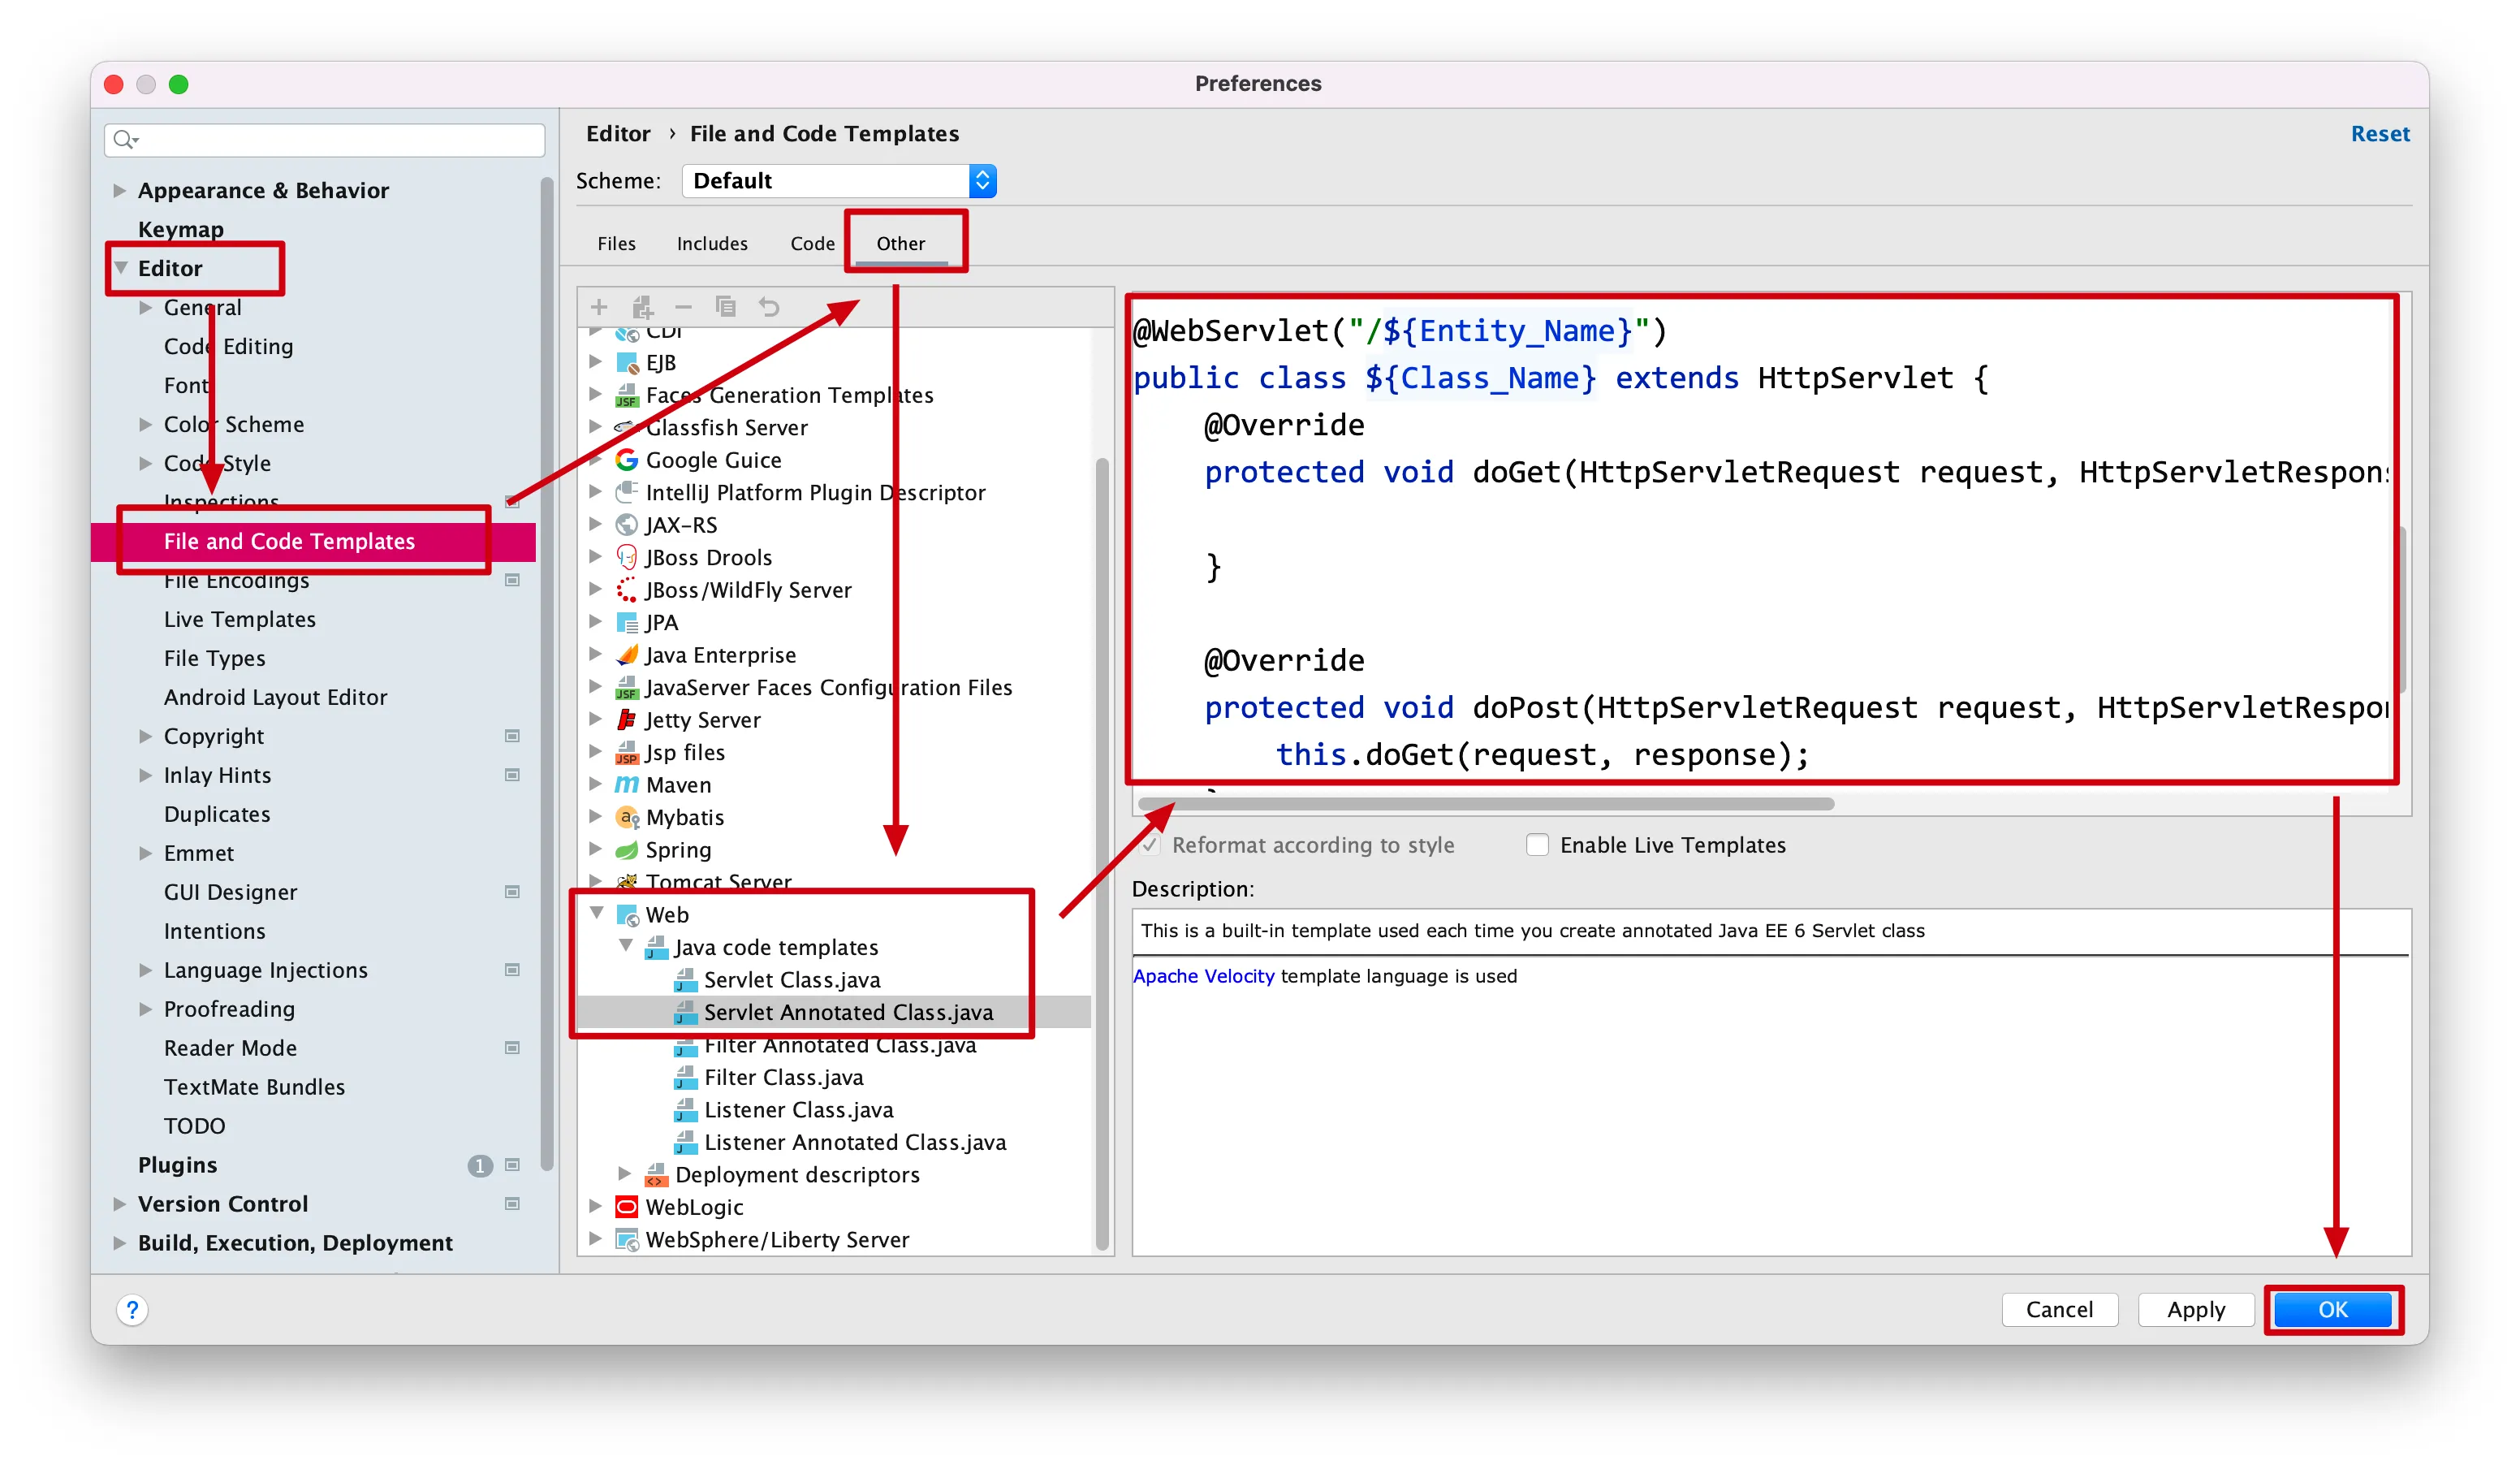 Preferences
Appearance & Behavior
Keymap
Editor
General
Code Editing
Font
Color Scheme
Code Style
Inspections
File and Code Templates
File Encodings
Live Templates
File Types
Android Layout Editor
Copyright
Inlay Hints
Duplicates
Emmet
GUI Designer
Intentions
Language Injections
Proofreading
Reader Mode
TextMate Bundles
TODO
Plugins 1
Version Control
Build, Execution, Deployment
Editor › File and Code Templates
Reset
Scheme: Default
Files Includes Code Other
CDI
EJB
Faces Generation Templates
Glassfish Server
Google Guice
IntelliJ Platform Plugin Descriptor
JAX-RS
JBoss Drools
JBoss/WildFly Server
JPA
Java Enterprise
JavaServer Faces Configuration Files
Jetty Server
Jsp files
Maven
Mybatis
Spring
Tomcat Server
Web
Java code templates
Servlet Class.java
Servlet Annotated Class.java
Filter Annotated Class.java
Filter Class.java
Listener Class.java
Listener Annotated Class.java
Deployment descriptors
WebLogic
WebSphere/Liberty Server
@WebServlet("/${Entity_Name}")
public class ${Class_Name} extends HttpServlet {
@Override
protected void doGet(HttpServletRequest request, HttpServletRespons
}
@Override
protected void doPost(HttpServletRequest request, HttpServletRespon
this.doGet(request, response);
Reformat according to style
Enable Live Templates
Description:
This is a built-in template used each time you create annotated Java EE 6 Servlet class
Apache Velocity template language is used
?
Cancel
Apply
OK